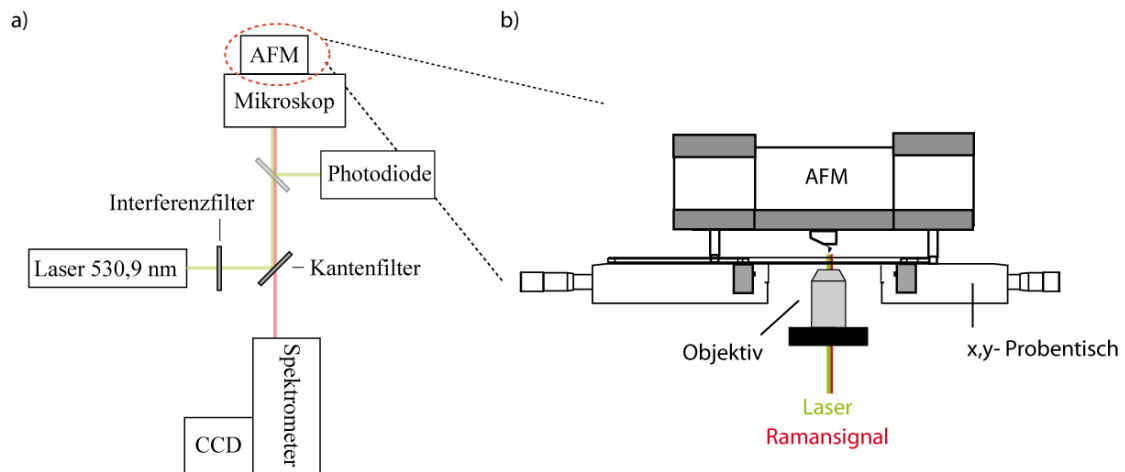 a)
AFM
Mikroskop
Photodiode
Interferenzfilter
Laser 530,9 nm
Kantenfilter
Spektrometer
CCD
b)
AFM
Objektiv
x,y- Probentisch
Laser
Ramansignal